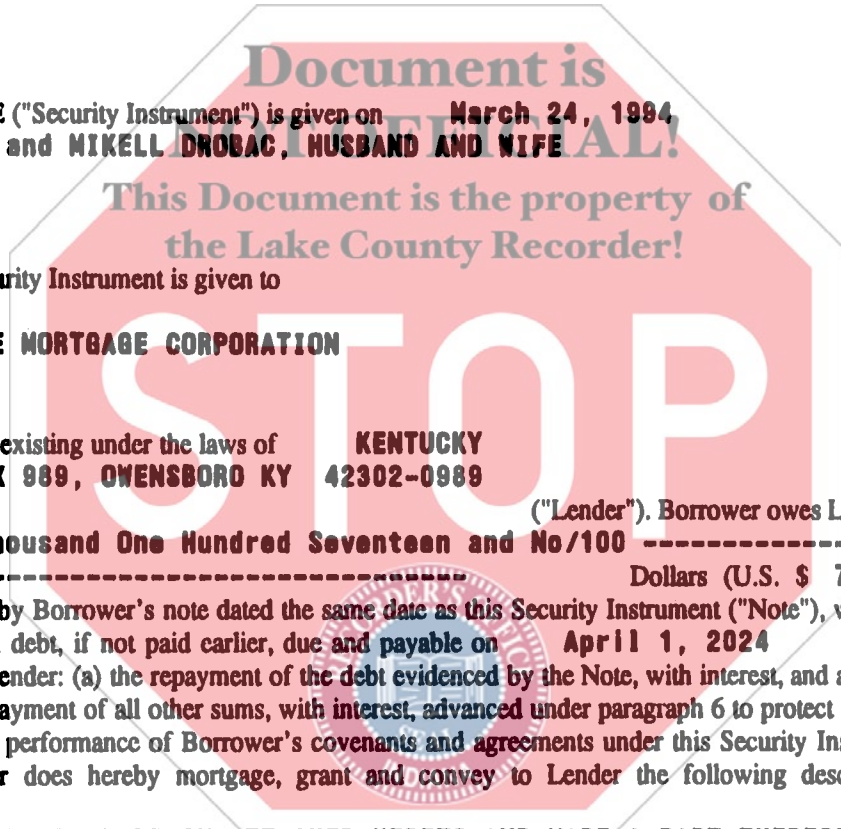 Document is
E ("Security Instrument") is given on March 24, 1994
NOT OFFICIAL!
and MIKELL DROBAC, HUSBAND AND WIFE
This Document is the property of
the Lake County Recorder!
urity Instrument is given to
STOP
E MORTGAGE CORPORATION
existing under the laws of KENTUCKY
X 989, OWENSBORO KY 42302-0989
("Lender"). Borrower owes L
housand One Hundred Seventeen and No/100 ----------------
---------------------------------- Dollars (U.S. $ 7
by Borrower's note dated the same date as this Security Instrument ("Note"), w
debt, if not paid earlier, due and payable on April 1, 2024
ender: (a) the repayment of the debt evidenced by the Note, with interest, and a
ayment of all other sums, with interest, advanced under paragraph 6 to protect
performance of Borrower's covenants and agreements under this Security Ins
r does hereby mortgage, grant and convey to Lender the following desc
RECORDER'S OFFICE
SEAL
INDIANA